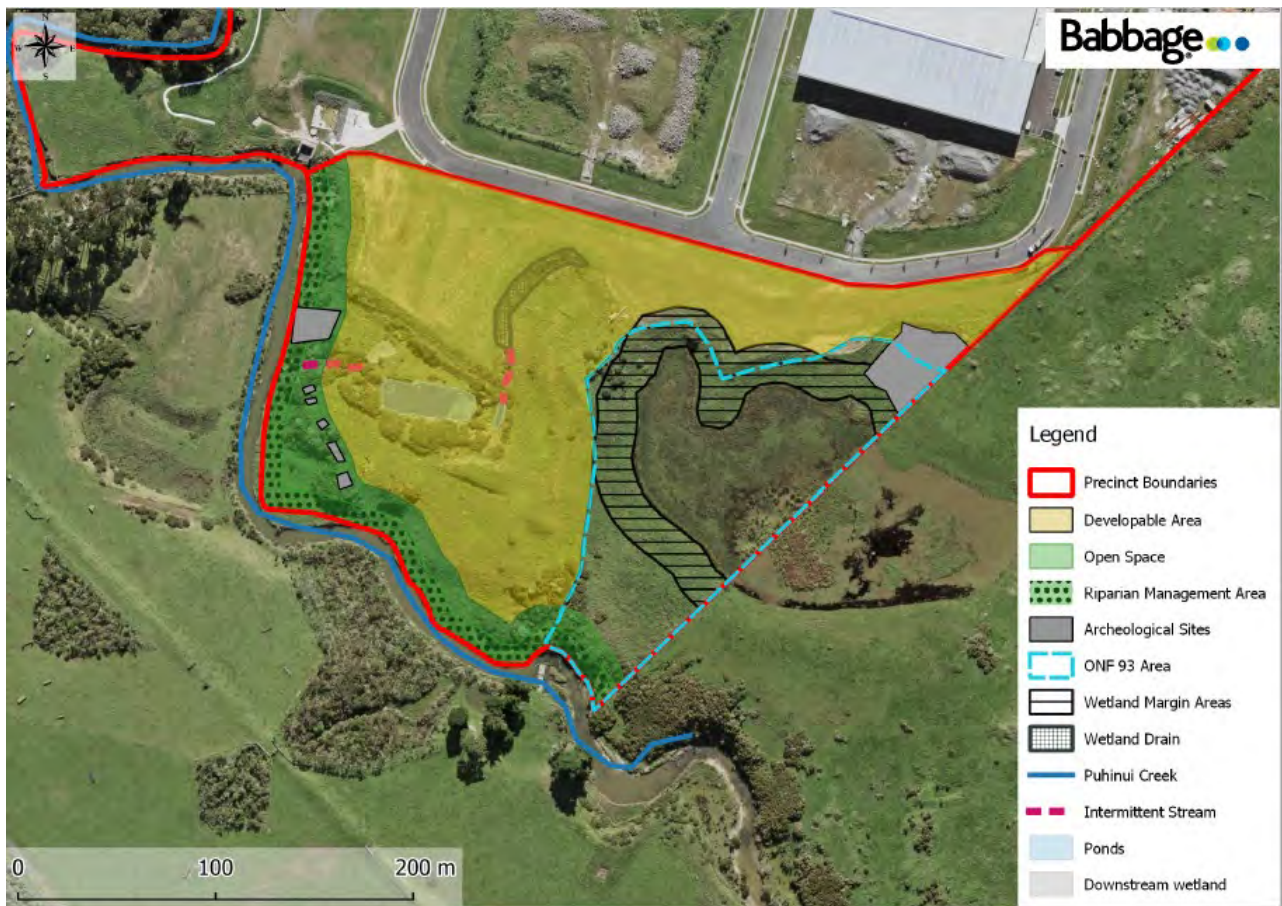 N
W
E
S
Babbage
Legend
Precinct Boundaries
Developable Area
Open Space
Riparian Management Area
Archeological Sites
ONF 93 Area
Wetland Margin Areas
Wetland Drain
Puhinui Creek
Intermittent Stream
Ponds
Downstream wetland
0 100 200 m